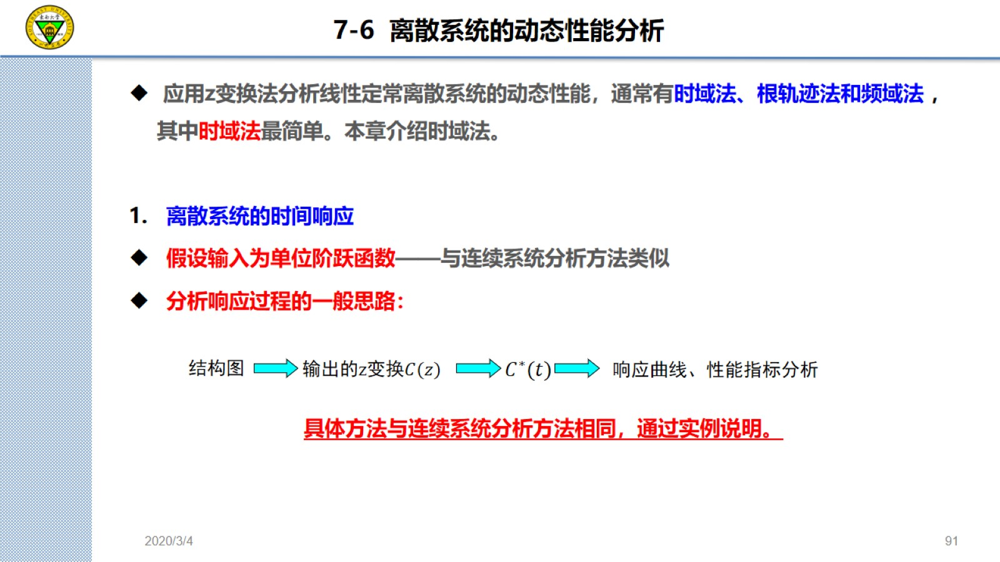 7-6 离散系统的动态性能分析
◆ 应用z变换法分析线性定常离散系统的动态性能，通常有时域法、根轨迹法和频域法，
其中时域法最简单。本章介绍时域法。
1. 离散系统的时间响应
◆ 假设输入为单位阶跃函数——与连续系统分析方法类似
◆ 分析响应过程的一般思路：
结构图 输出的z变换C(z) C*(t) 响应曲线、性能指标分析
具体方法与连续系统分析方法相同，通过实例说明。
2020/3/4 91